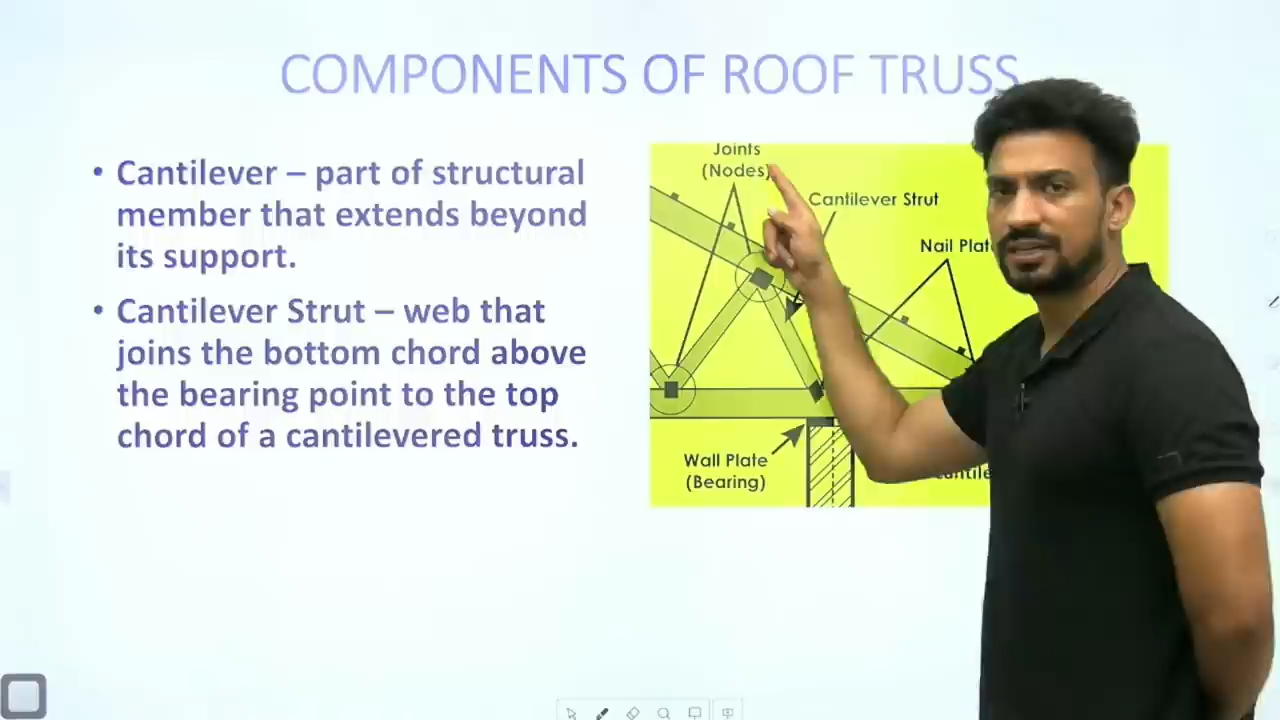 COMPONENTS OF ROOF TRUSS
• Cantilever – part of structural
member that extends beyond
its support.
• Cantilever Strut – web that
joins the bottom chord above
the bearing point to the top
chord of a cantilevered truss.
Joints
(Nodes)
Cantilever Strut
Nail Plat
Wall Plate
(Bearing)